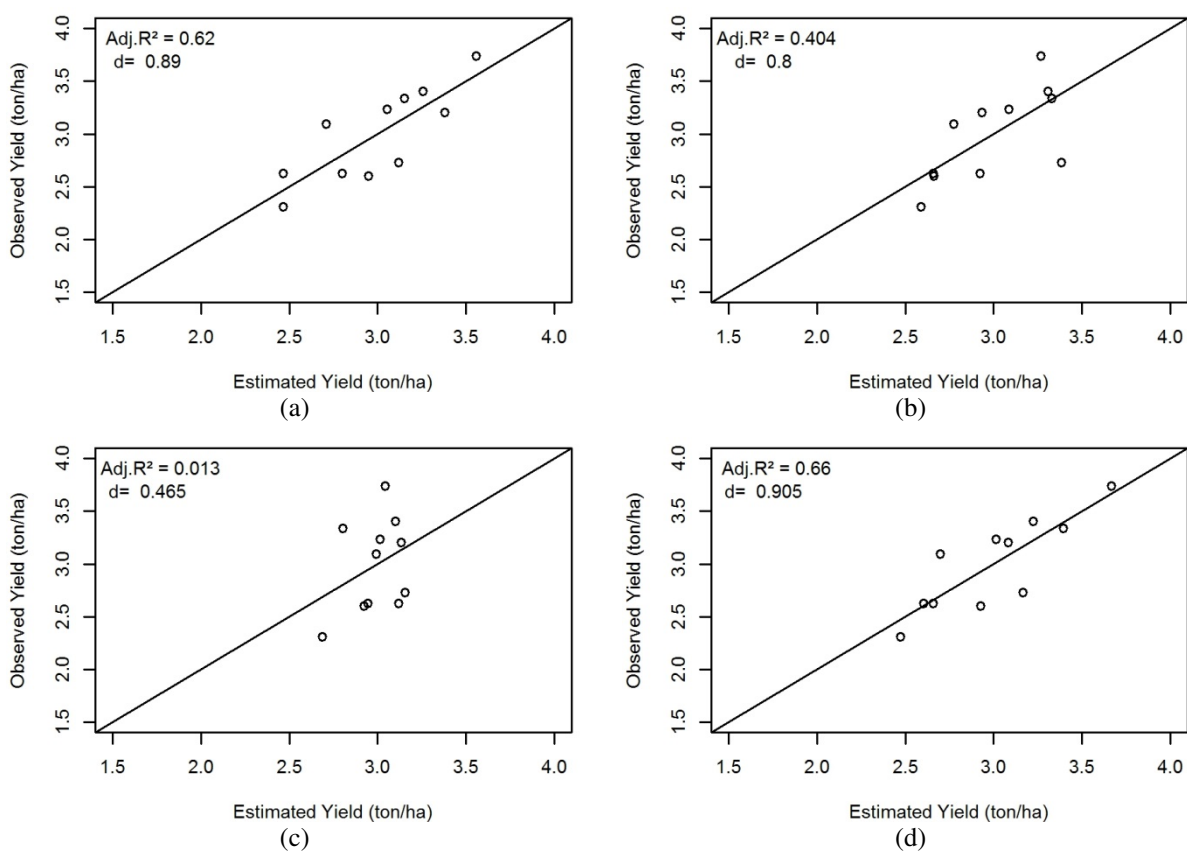 Adj.R² = 0.62
d= 0.89
4.0
3.5
3.0
2.5
2.0
1.5
Observed Yield (ton/ha)
1.5 2.0 2.5 3.0 3.5 4.0
Estimated Yield (ton/ha)
(a)
Adj.R² = 0.404
d= 0.8
4.0
3.5
3.0
2.5
2.0
1.5
Observed Yield (ton/ha)
1.5 2.0 2.5 3.0 3.5 4.0
Estimated Yield (ton/ha)
(b)
Adj.R² = 0.013
d= 0.465
4.0
3.5
3.0
2.5
2.0
1.5
Observed Yield (ton/ha)
1.5 2.0 2.5 3.0 3.5 4.0
Estimated Yield (ton/ha)
(c)
Adj.R² = 0.66
d= 0.905
4.0
3.5
3.0
2.5
2.0
1.5
Observed Yield (ton/ha)
1.5 2.0 2.5 3.0 3.5 4.0
Estimated Yield (ton/ha)
(d)